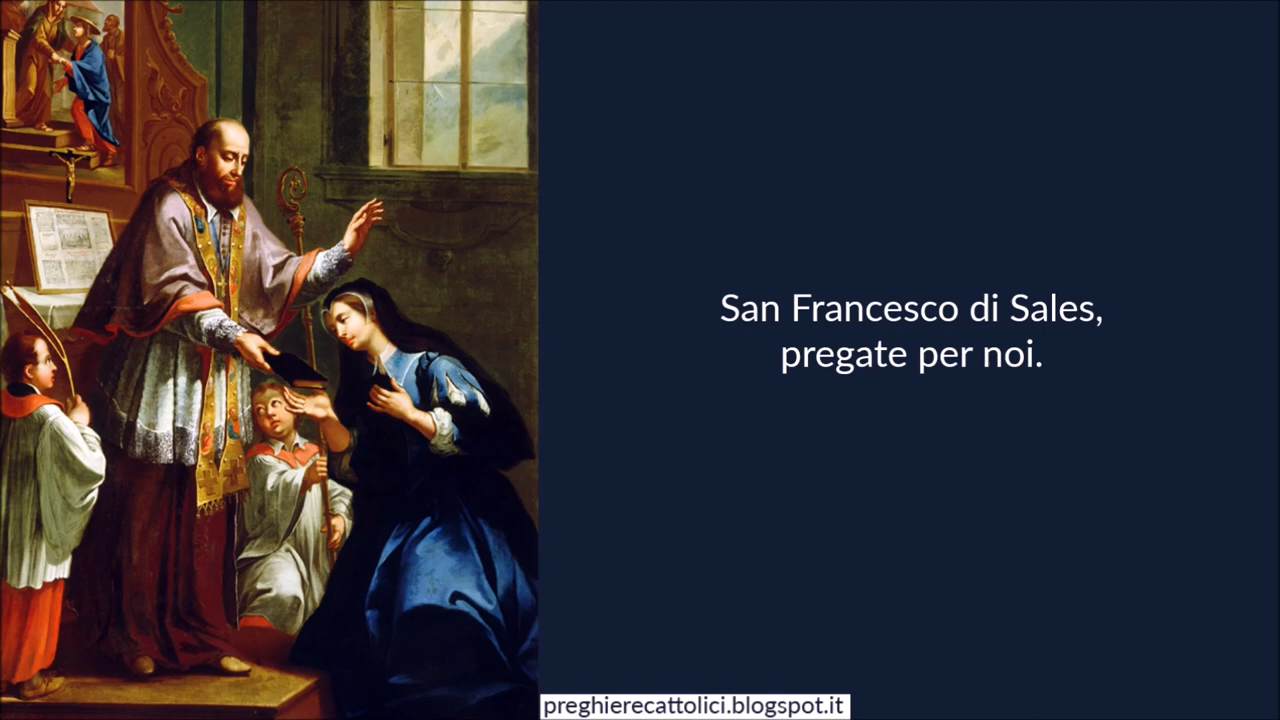 San Francesco di Sales,
pregate per noi.
preghierecattolici.blogspot.it